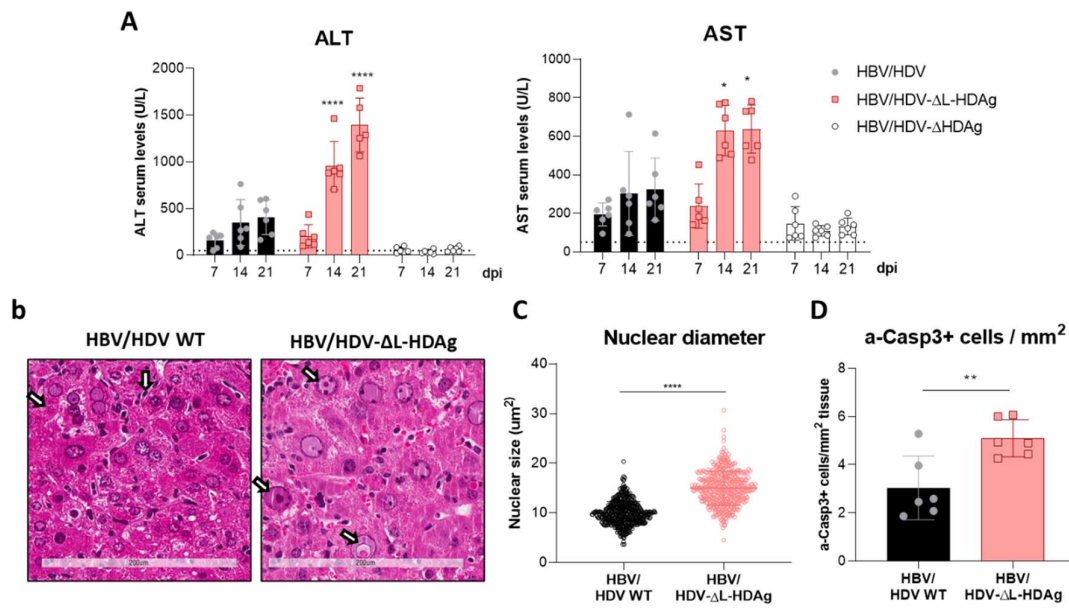 A
ALT
ALT serum levels (U/L)
2000
1500
1000
500
0
****
****
7 14 21 7 14 21 7 14 21 dpi
AST
AST serum levels (U/L)
1000
800
600
400
200
0
*
*
7 14 21 7 14 21 7 14 21 dpi
HBV/HDV
HBV/HDV-ΔL-HDAg
HBV/HDV-ΔHDAg
b
HBV/HDV WT
200um
HBV/HDV-ΔL-HDAg
200um
C
Nuclear diameter
Nuclear size (um²)
40
30
20
10
0
****
HBV/
HDV WT
HBV/
HDV-ΔL-HDAg
D
a-Casp3+ cells / mm²
a-Casp3+ cells/mm² tissue
8
6
4
2
0
**
HBV/
HDV WT
HBV/
HDV-ΔL-HDAg